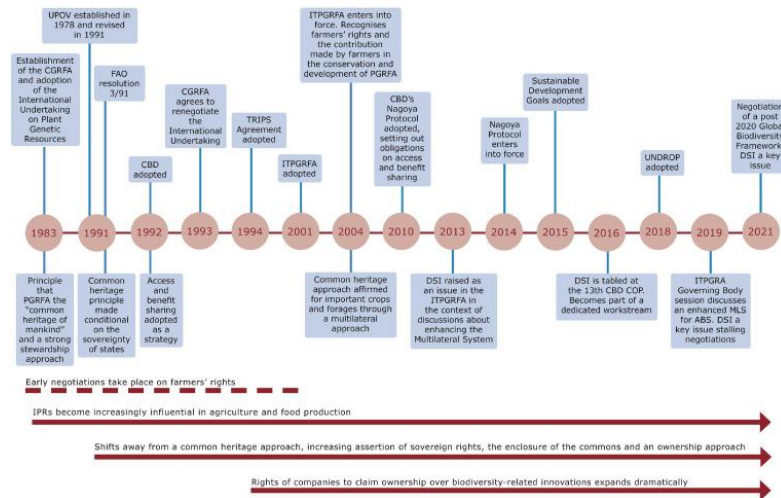 UPOV established in
1978 and revised
in 1991
Establishment
of the CGRFA and
adoption of the
International
Undertaking
on Plant
Genetic
Resources
FAO
resolution
3/91
CBD
adopted
CGRFA
agrees to
renegotiate the
International
Undertaking
TRIPS
Agreement
adopted
ITPGRFA
adopted
ITPGRFA enters into
force. Recognises
farmers' rights and
the contribution
made by farmers in
the conservation and
development of PGRFA
CBD's
Nagoya
Protocol
adopted,
setting out
obligations
on access
and benefit
sharing
Nagoya
Protocol
enters
into force
Sustainable
Development
Goals adopted
UNDROP
adopted
Negotiation
of a post
2020 Global
Biodiversity
Framework
DSI a key
issue
1983
1991
1992
1993
1994
2001
2004
2010
2013
2014
2015
2016
2018
2019
2021
Principle
that PGRFA the
"common
heritage of
mankind"
and a strong
stewardship
approach
Common
heritage
principle
made
conditional
on the
sovereignty
of states
Access
and
benefit
sharing
adopted
as a
strategy
Common heritage
approach affirmed
for important crops
and forages through
a multilateral
approach
DSI raised as
an issue in the
ITPGRFA in
the context of
discussions about
enhancing the
Multilateral System
DSI is tabled at
the 13th CBD COP.
Becomes part of
a dedicated
workstream
ITPGRA
Governing Body
session discusses
an enhanced MLS
for ABS. DSI a
key issue stalling
negotiations
Early negotiations take place on farmers' rights
IPRs become increasingly influential in agriculture and food production
Shifts away from a common heritage approach, increasing assertion of sovereign rights, the enclosure of the commons and an ownership approach
Rights of companies to claim ownership over biodiversity-related innovations expands dramatically